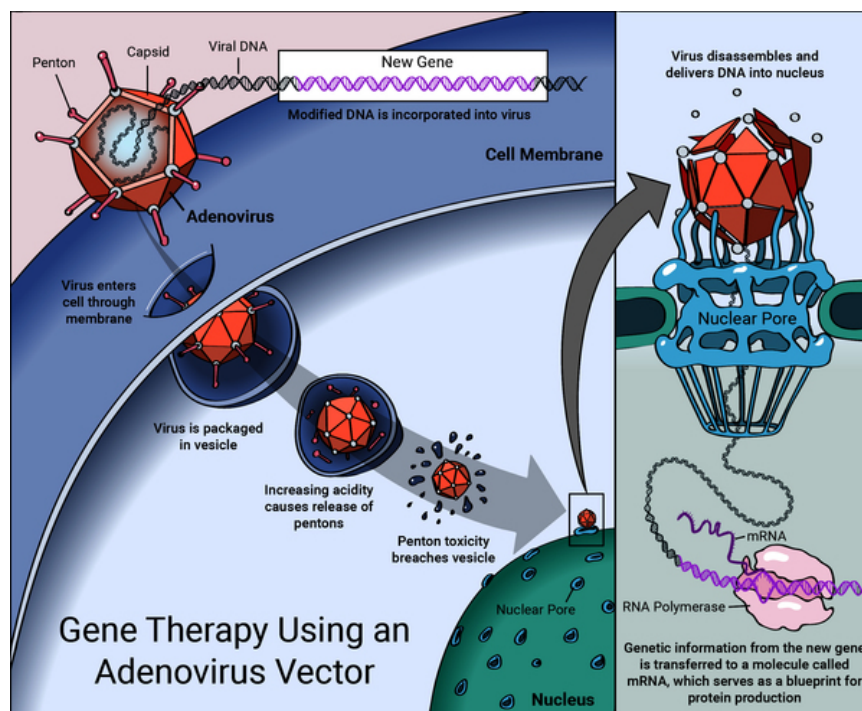 Penton
Capsid
Viral DNA
New Gene
Modified DNA is incorporated into virus
Cell Membrane
Adenovirus
Virus enters
cell through
membrane
Virus is packaged
in vesicle
Increasing acidity
causes release of
pentons
Penton toxicity
breaches vesicle
Nuclear Pore
Nucleus
Gene Therapy Using an
Adenovirus Vector
Virus disassembles and
delivers DNA into nucleus
Nuclear Pore
mRNA
RNA Polymerase
Genetic information from the new gene
is transferred to a molecule called
mRNA, which serves as a blueprint for
protein production